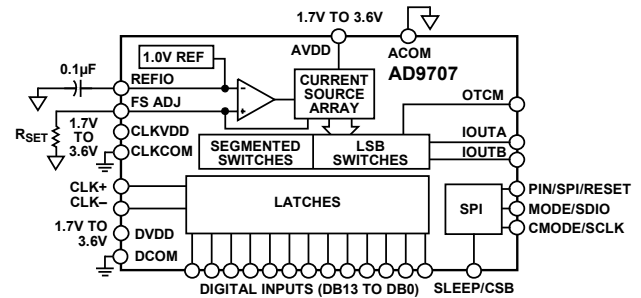 1.7V TO 3.6V
AVDD
ACOM
1.0V REF
AD9707
0.1µF
REFIO
CURRENT
SOURCE
ARRAY
OTCM
FS ADJ
RSET
1.7V
TO
3.6V
CLKVDD
CLKCOM
SEGMENTED
SWITCHES
LSB
SWITCHES
IOUTA
IOUTB
CLK+
CLK–
LATCHES
SPI
PIN/SPI/RESET
MODE/SDIO
CMODE/SCLK
1.7V TO
3.6V
DVDD
DCOM
DIGITAL INPUTS (DB13 TO DB0)
SLEEP/CSB